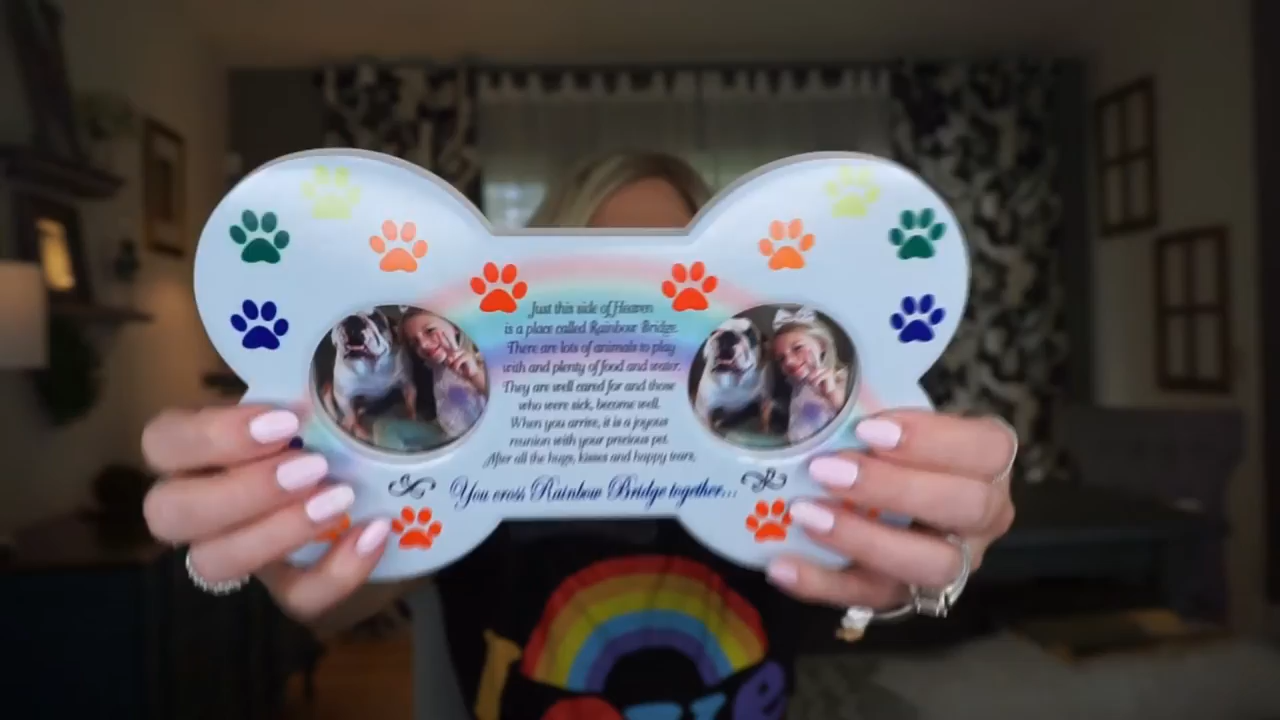 Just this side of Heaven
is a place called Rainbow Bridge.
There are lots of animals to play
with and plenty of food and water.
They are well cared for and those
who were sick, become well.
When you arrive, it is a joyous
reunion with your precious pet.
After all the hugs, kisses and happy tears,
You cross Rainbow Bridge together...